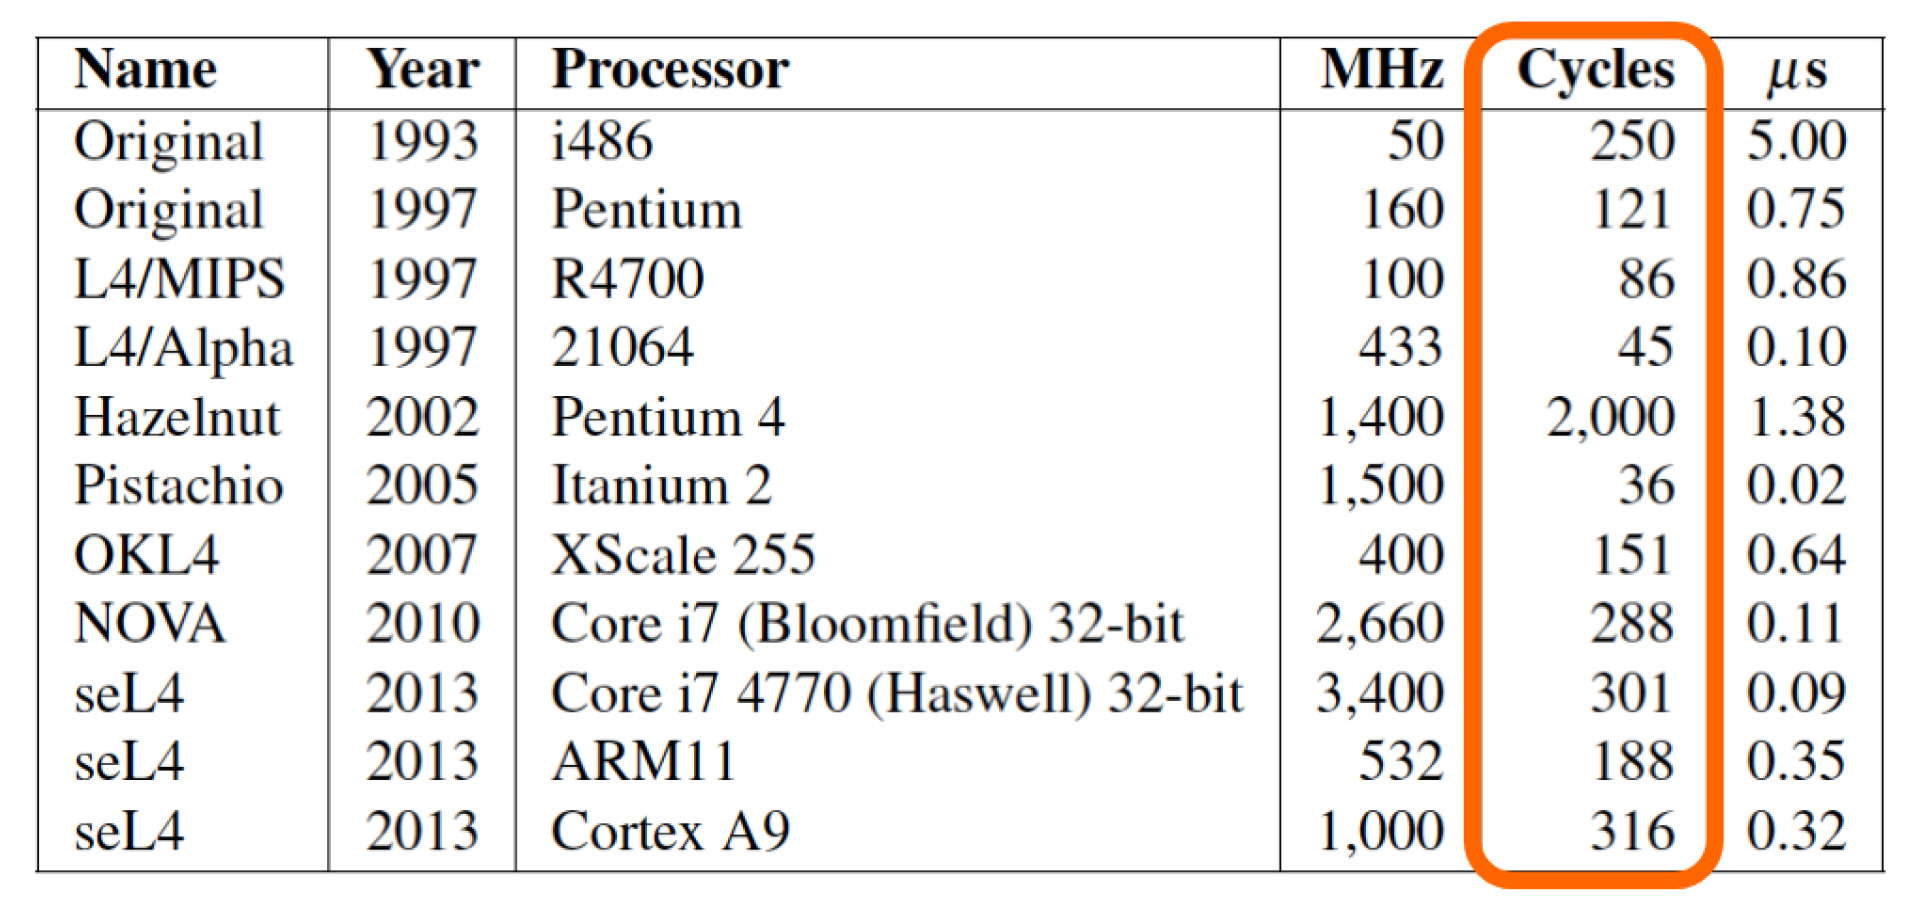 Name Year Processor MHz Cycles μs
Original 1993 i486 50 250 5.00
Original 1997 Pentium 160 121 0.75
L4/MIPS 1997 R4700 100 86 0.86
L4/Alpha 1997 21064 433 45 0.10
Hazelnut 2002 Pentium 4 1,400 2,000 1.38
Pistachio 2005 Itanium 2 1,500 36 0.02
OKL4 2007 XScale 255 400 151 0.64
NOVA 2010 Core i7 (Bloomfield) 32-bit 2,660 288 0.11
seL4 2013 Core i7 4770 (Haswell) 32-bit 3,400 301 0.09
seL4 2013 ARM11 532 188 0.35
seL4 2013 Cortex A9 1,000 316 0.32